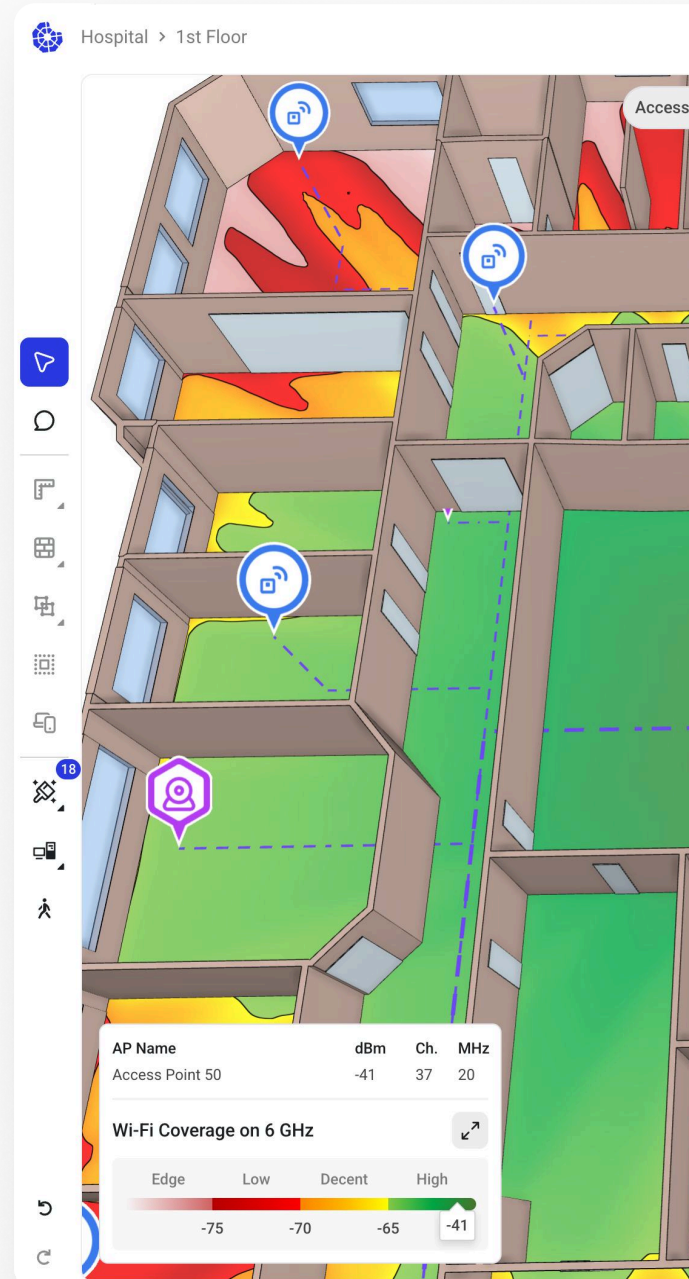 Hospital > 1st Floor
Access
18
AP Name dBm Ch. MHz
Access Point 50 -41 37 20
Wi-Fi Coverage on 6 GHz
Edge Low Decent High
-75 -70 -65 -41